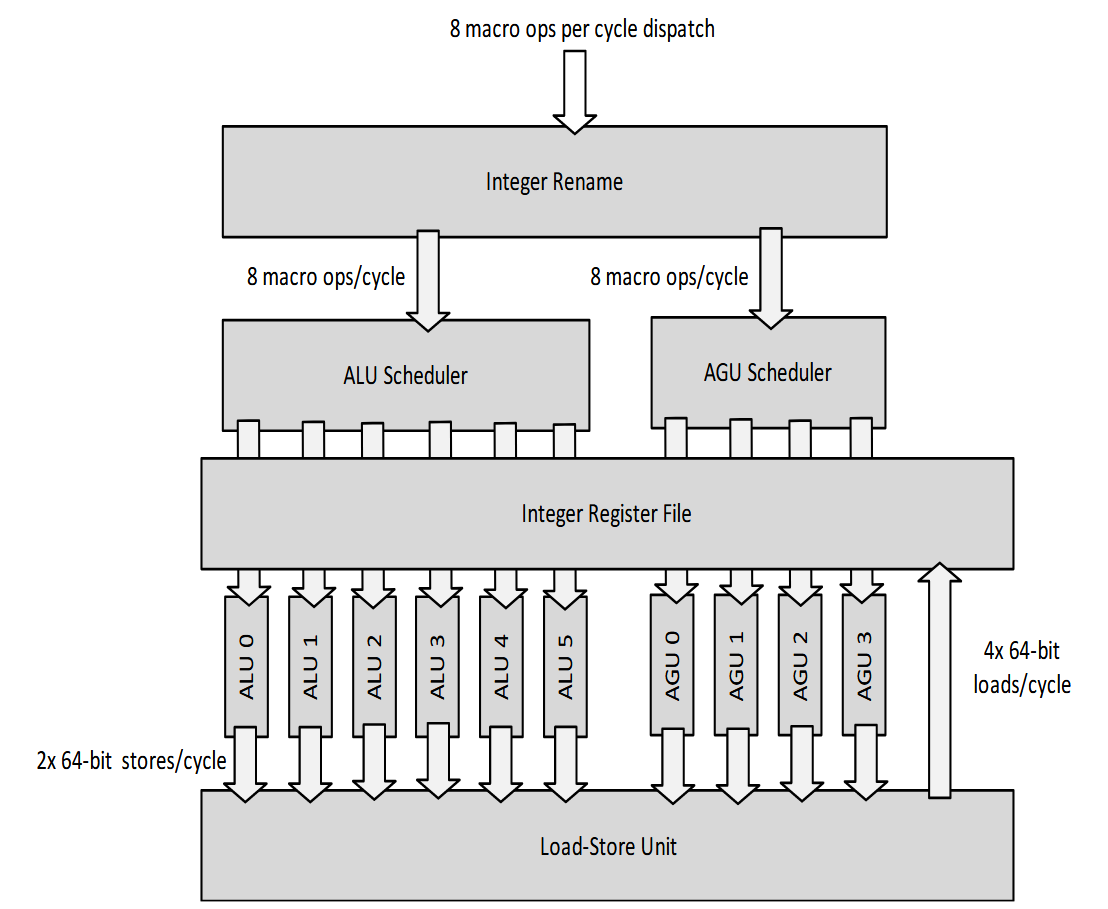 8 macro ops per cycle dispatch
Integer Rename
8 macro ops/cycle
8 macro ops/cycle
ALU Scheduler
AGU Scheduler
Integer Register File
ALU 0
ALU 1
ALU 2
ALU 3
ALU 4
ALU 5
AGU 0
AGU 1
AGU 2
AGU 3
4x 64-bit
loads/cycle
2x 64-bit stores/cycle
Load-Store Unit